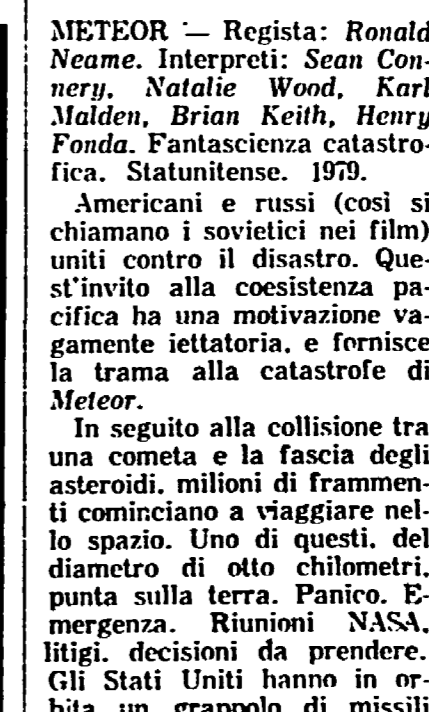 METEOR — Regista: Ronald
Neame. Interpreti: Sean Con-
nery, Natalie Wood, Karl
Malden, Brian Keith, Henry
Fonda. Fantascienza catastro-
fica. Statunitense. 1979.
Americani e russi (così si
chiamano i sovietici nei film)
uniti contro il disastro. Que-
st'invito alla coesistenza pa-
cifica ha una motivazione va-
gamente iettatoria, e fornisce
la trama alla catastrofe di
Meteor.
In seguito alla collisione tra
una cometa e la fascia degli
asteroidi, milioni di frammen-
ti cominciano a viaggiare nel-
lo spazio. Uno di questi, del
diametro di otto chilometri,
punta sulla terra. Panico. E-
mergenza. Riunioni NASA,
litigi, decisioni da prendere.
Gli Stati Uniti hanno in or-
bita un grappolo di missili